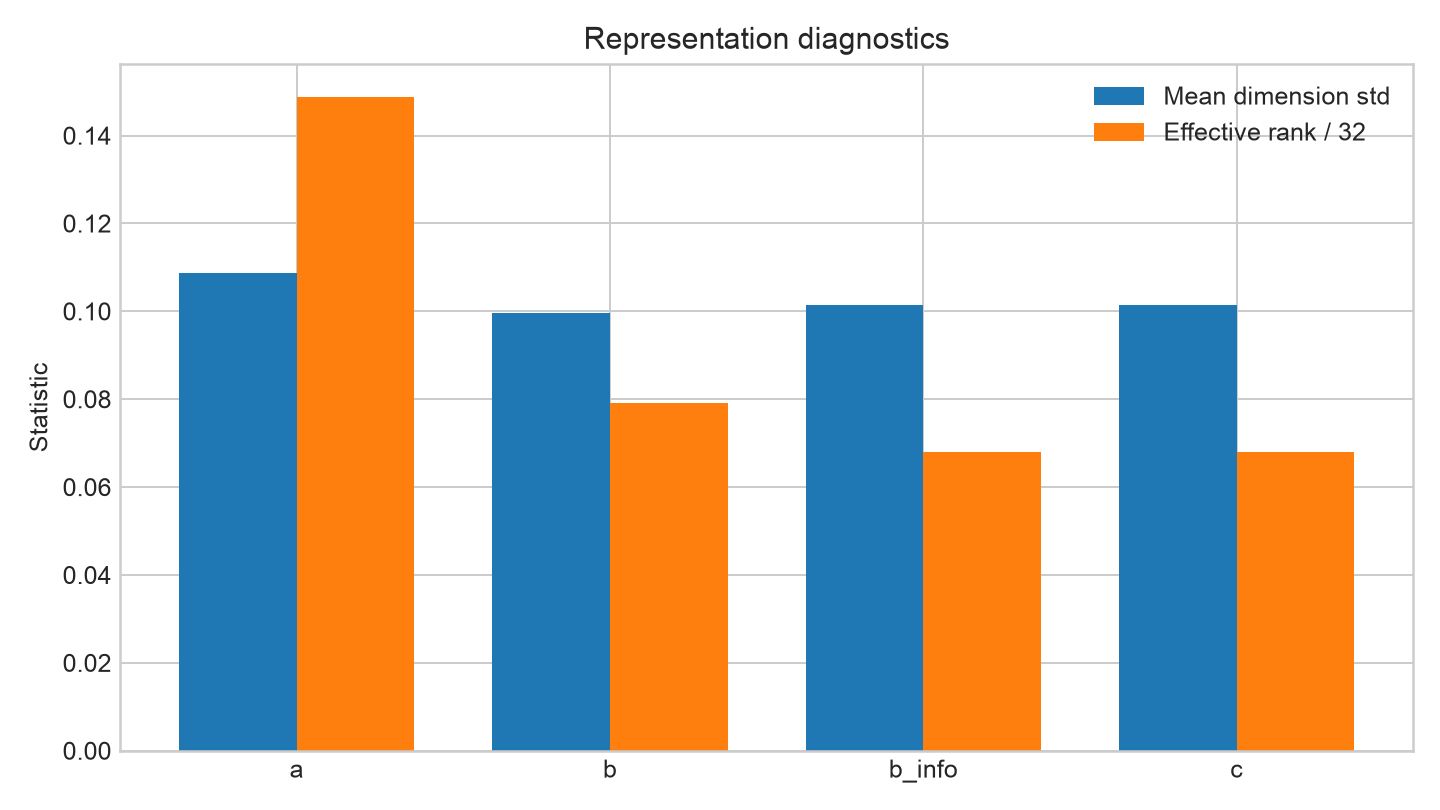 Representation diagnostics
Mean dimension std
Effective rank / 32
Statistic
0.14
0.12
0.10
0.08
0.06
0.04
0.02
0.00
a
b
b_info
c